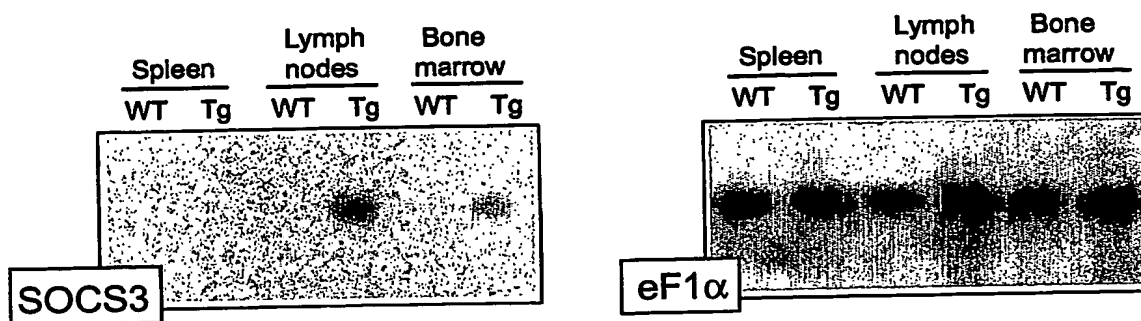 Spleen
Lymph
nodes
Bone
marrow
WT Tg WT Tg WT Tg
SOCS3
Spleen
Lymph
nodes
Bone
marrow
WT Tg WT Tg WT Tg
eF1α